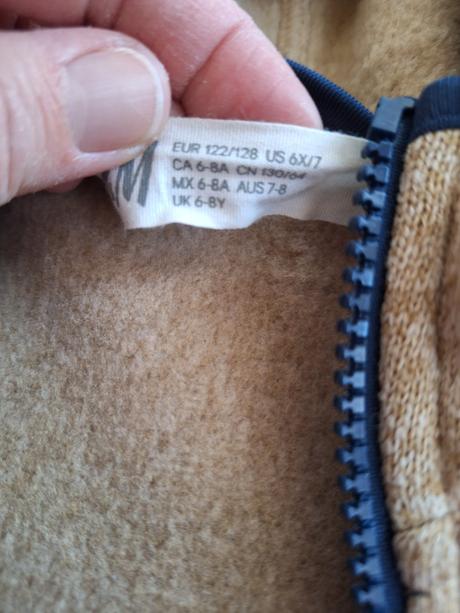 M
EUR 122/128 US 6X/7
CA 6-8A CN 130/64
MX 6-8A AUS 7-8
UK 6-8Y